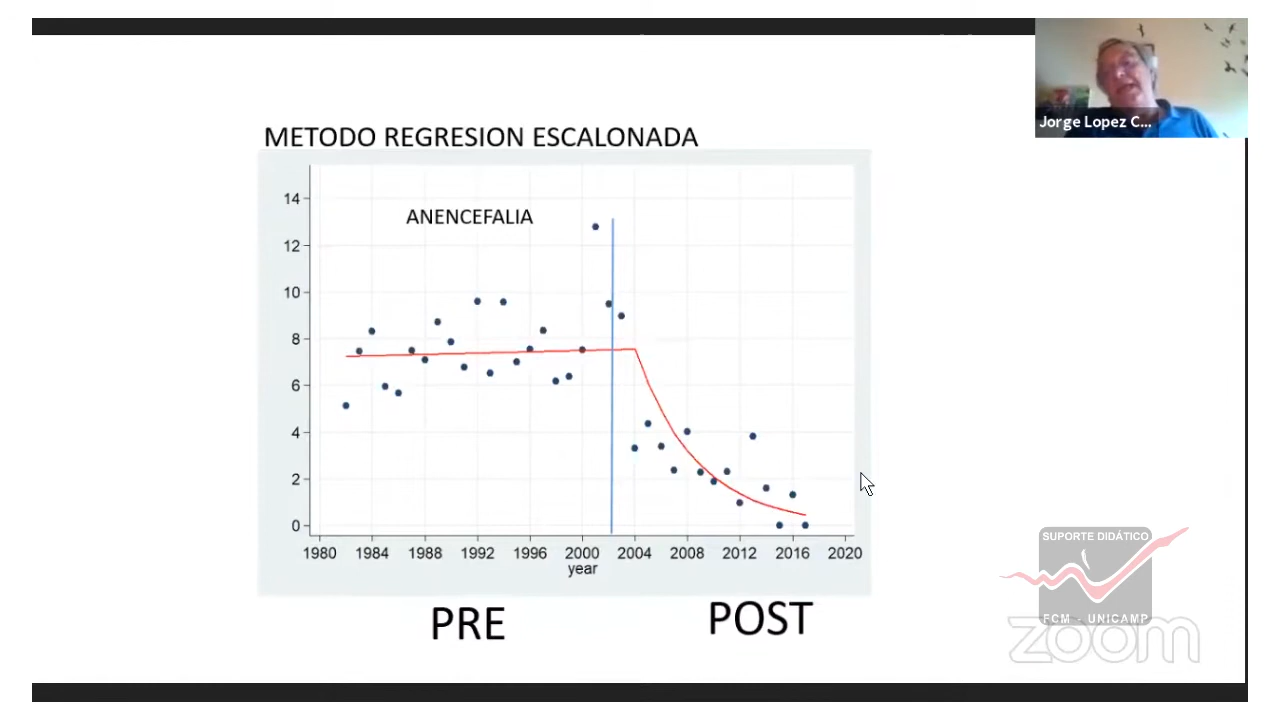 Jorge Lopez C...
METODO REGRESION ESCALONADA
ANENCEFALIA
14
12
10
8
6
4
2
0
1980 1984 1988 1992 1996 2000 2004 2008 2012 2016 2020
year
PRE
POST
SUPORTE DIDÁTICO
FCM - UNICAMP
zoom